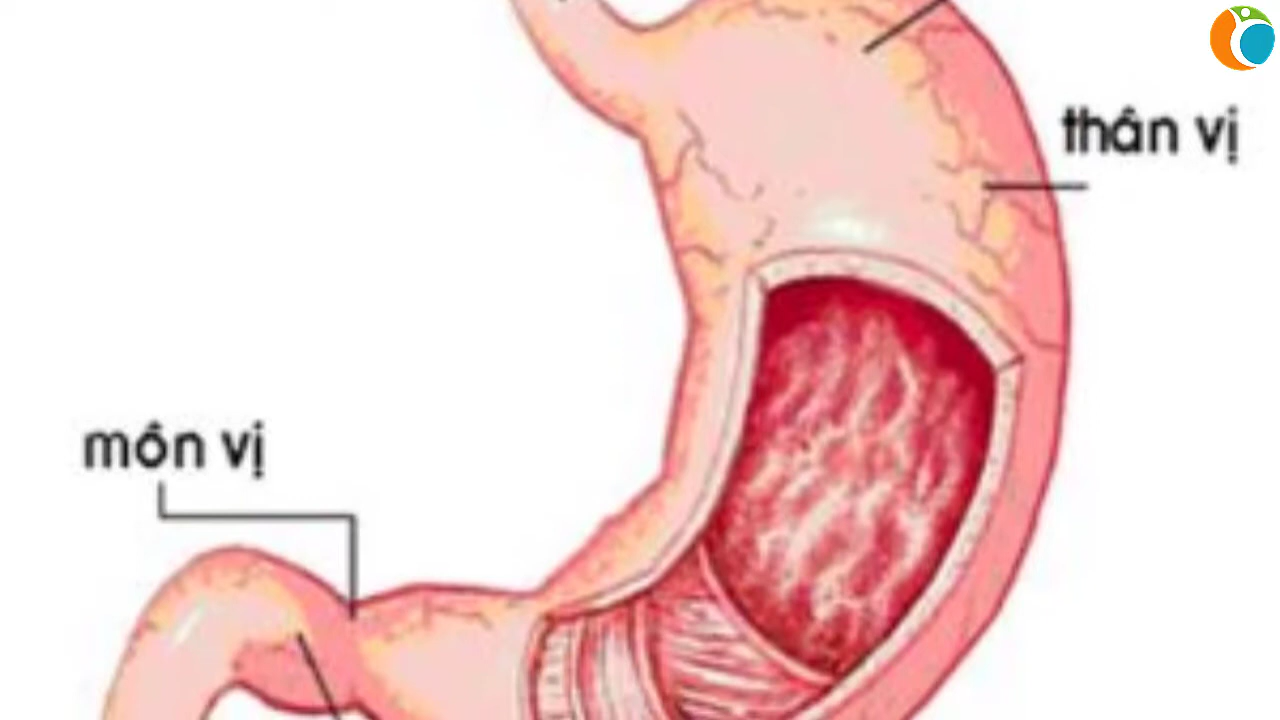 thân vị
môn vị